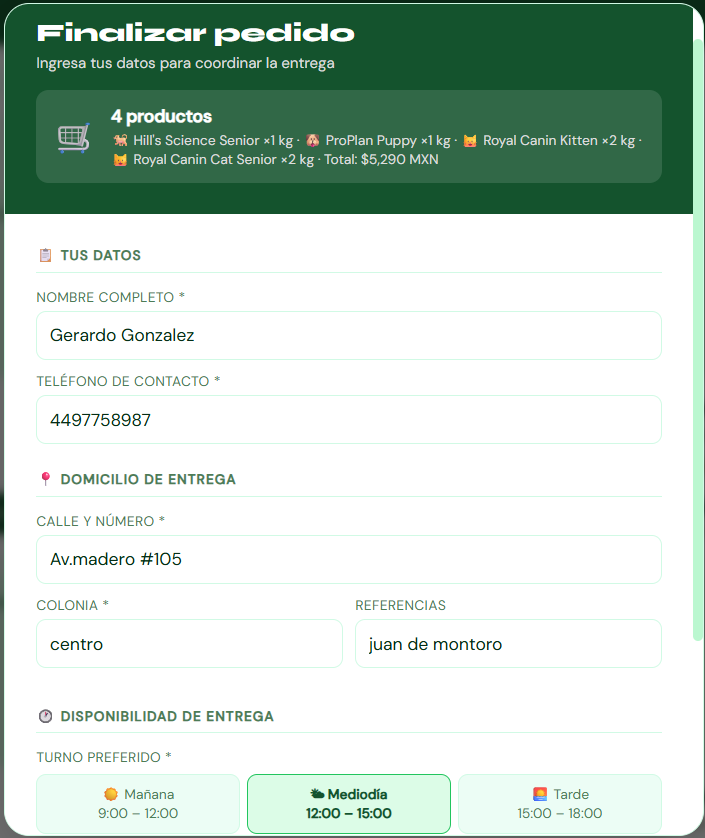 Finalizar pedido
Ingresa tus datos para coordinar la entrega
4 productos
Hill's Science Senior ×1 kg · ProPlan Puppy ×1 kg · Royal Canin Kitten ×2 kg ·
Royal Canin Cat Senior ×2 kg · Total: $5,290 MXN
TUS DATOS
NOMBRE COMPLETO *
Gerardo Gonzalez
TELÉFONO DE CONTACTO *
4497758987
DOMICILIO DE ENTREGA
CALLE Y NÚMERO *
Av.madero #105
COLONIA * REFERENCIAS
centro juan de montoro
DISPONIBILIDAD DE ENTREGA
TURNO PREFERIDO *
Mañana Mediodía Tarde
9:00 – 12:00 12:00 – 15:00 15:00 – 18:00